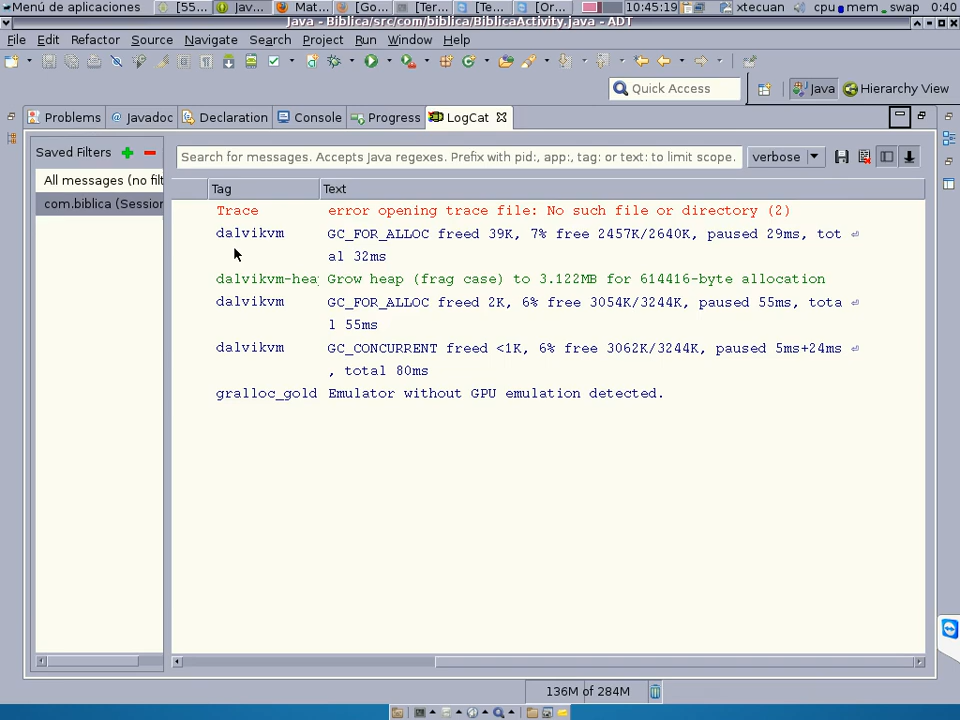 Menú de aplicaciones [55... Jav... Mat... [Go... [Ter... [Te... [Or... 10:45:19 xtecuan cpu mem swap 0:40
Java - Biblica/src/com/biblica/BiblicaActivity.java - ADT
File Edit Refactor Source Navigate Search Project Run Window Help
Quick Access Java Hierarchy View
Problems @ Javadoc Declaration Console Progress LogCat
Saved Filters
Search for messages. Accepts Java regexes. Prefix with pid:, app:, tag: or text: to limit scope. verbose
All messages (no filt
com.biblica (Session
Tag Text
Trace error opening trace file: No such file or directory (2)
dalvikvm GC_FOR_ALLOC freed 39K, 7% free 2457K/2640K, paused 29ms, tot
al 32ms
dalvikvm-hea Grow heap (frag case) to 3.122MB for 614416-byte allocation
dalvikvm GC_FOR_ALLOC freed 2K, 6% free 3054K/3244K, paused 55ms, tota
l 55ms
dalvikvm GC_CONCURRENT freed <1K, 6% free 3062K/3244K, paused 5ms+24ms
, total 80ms
gralloc_gold Emulator without GPU emulation detected.
136M of 284M